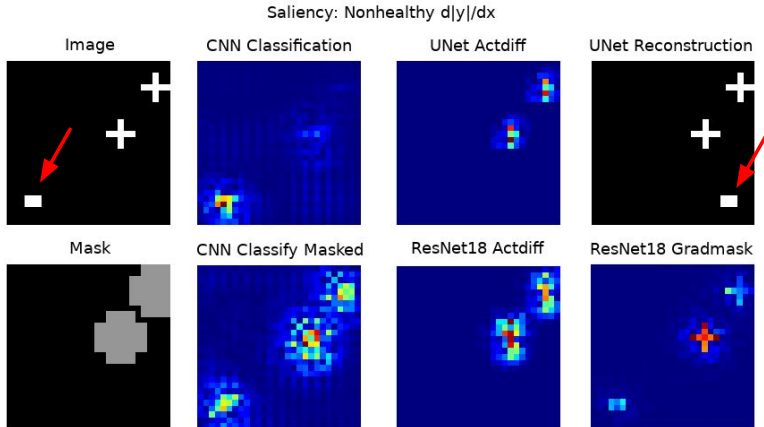 Saliency: Nonhealthy d|y|/dx
Image CNN Classification UNet Actdiff UNet Reconstruction
Mask CNN Classify Masked ResNet18 Actdiff ResNet18 Gradmask